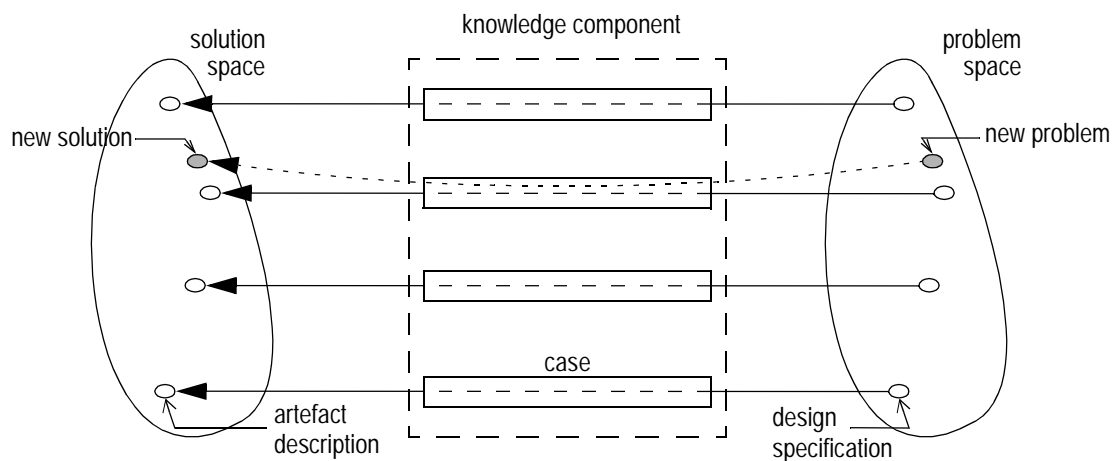 knowledge component
solution
space
problem
space
new solution
new problem
case
artefact
description
design
specification